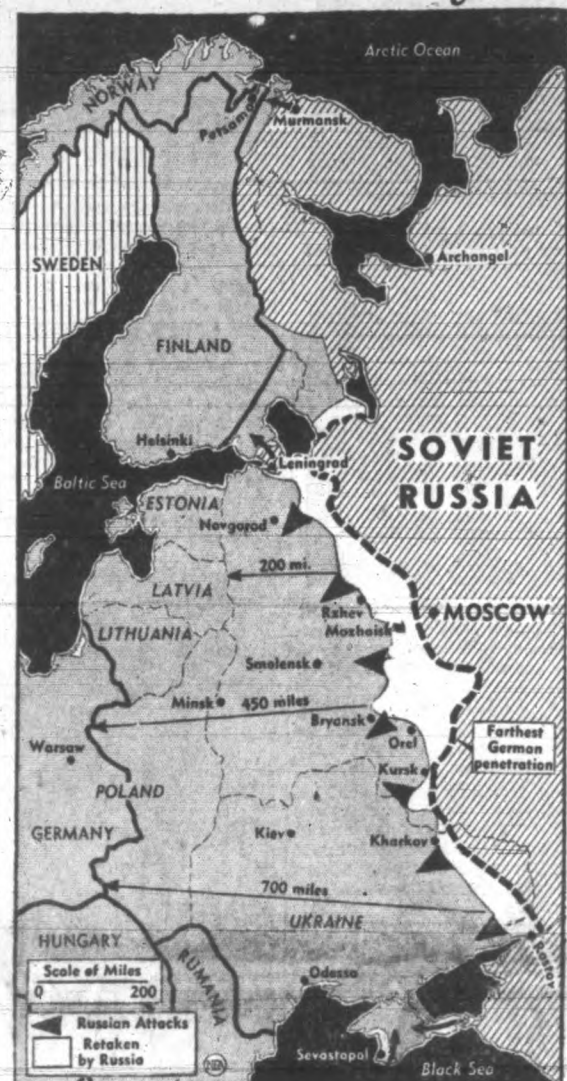 Arctic Ocean
NORWAY
Petsamo
Murmansk
SWEDEN
Archangel
FINLAND
SOVIET
RUSSIA
Helsinki
Leningrad
Baltic Sea
ESTONIA
Novgorod
200 mi.
LATVIA
Rzhev
MOSCOW
Mozhaisk
LITHUANIA
Smolensk
Minsk
450 miles
Bryansk
Orel
Farthest
German
penetration
Warsaw
Kursk
POLAND
GERMANY
Kiev
Kharkov
700 miles
UKRAINE
HUNGARY
RUMANIA
Rostov
Scale of Miles
0 200
Odessa
Russian Attacks
Retaken
by Russia
NEA
Sevastopol
Black Sea